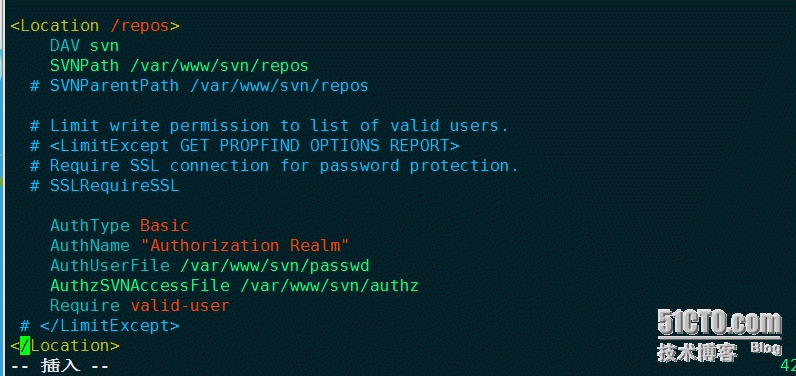 <Location /repos>
DAV svn
SVNPath /var/www/svn/repos
# SVNParentPath /var/www/svn/repos
# Limit write permission to list of valid users.
# <LimitExcept GET PROPFIND OPTIONS REPORT>
# Require SSL connection for password protection.
# SSLRequireSSL
AuthType Basic
AuthName "Authorization Realm"
AuthUserFile /var/www/svn/passwd
AuthzSVNAccessFile /var/www/svn/authz
Require valid-user
# </LimitExcept>
</Location>
-- 插入 --
42
51CTO.com
技术博客 Blog